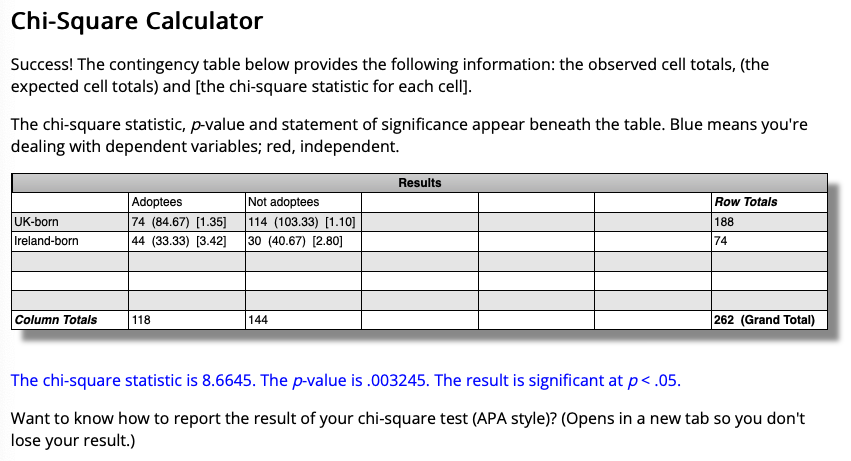 Chi-Square Calculator
Success! The contingency table below provides the following information: the observed cell totals, (the
expected cell totals) and [the chi-square statistic for each cell].
The chi-square statistic, p-value and statement of significance appear beneath the table. Blue means you're
dealing with dependent variables; red, independent.
Results
Adoptees Not adoptees Row Totals
UK-born 74 (84.67) [1.35] 114 (103.33) [1.10] 188
Ireland-born 44 (33.33) [3.42] 30 (40.67) [2.80] 74
Column Totals 118 144 262 (Grand Total)
The chi-square statistic is 8.6645. The p-value is .003245. The result is significant at p < .05.
Want to know how to report the result of your chi-square test (APA style)? (Opens in a new tab so you don't
lose your result.)